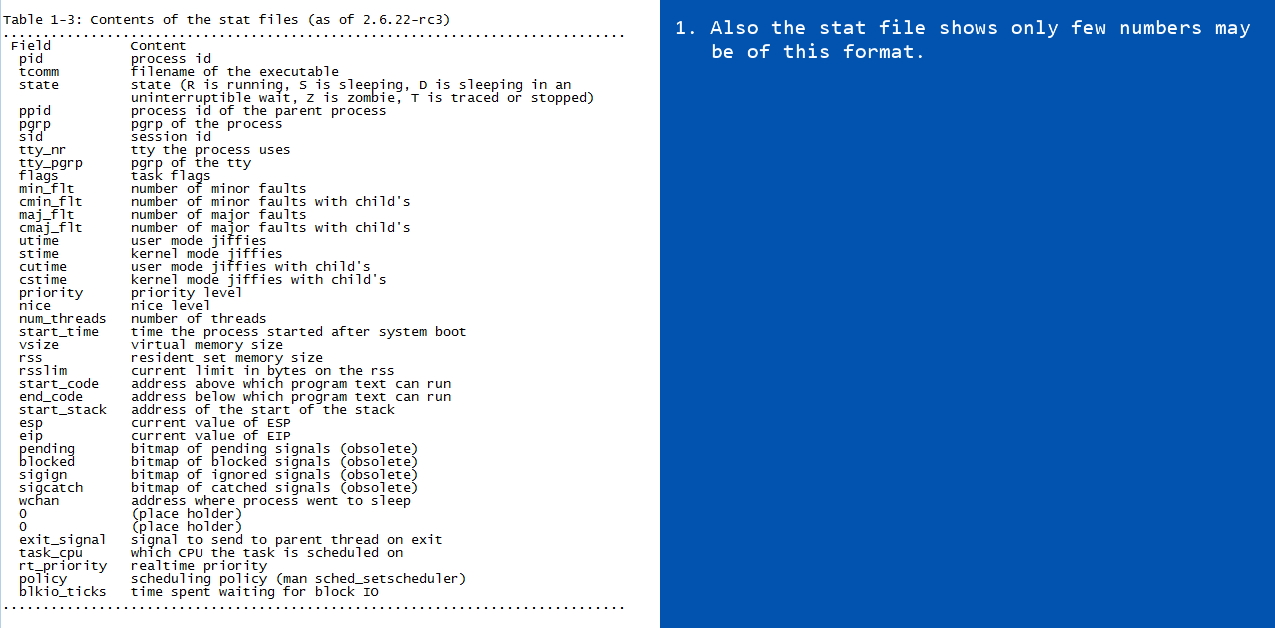 Table 1-3: Contents of the stat files (as of 2.6.22-rc3)
..............................................................................
Field Content
pid process id
tcomm filename of the executable
state state (R is running, S is sleeping, D is sleeping in an
uninterruptible wait, Z is zombie, T is traced or stopped)
ppid process id of the parent process
pgrp pgrp of the process
sid session id
tty_nr tty the process uses
tty_pgrp pgrp of the tty
flags task flags
min_flt number of minor faults
cmin_flt number of minor faults with child's
maj_flt number of major faults
cmaj_flt number of major faults with child's
utime user mode jiffies
stime kernel mode jiffies
cutime user mode jiffies with child's
cstime kernel mode jiffies with child's
priority priority level
nice nice level
num_threads number of threads
start_time time the process started after system boot
vsize virtual memory size
rss resident set memory size
rsslim current limit in bytes on the rss
start_code address above which program text can run
end_code address below which program text can run
start_stack address of the start of the stack
esp current value of ESP
eip current value of EIP
pending bitmap of pending signals (obsolete)
blocked bitmap of blocked signals (obsolete)
sigign bitmap of ignored signals (obsolete)
sigcatch bitmap of catched signals (obsolete)
wchan address where process went to sleep
0 (place holder)
0 (place holder)
exit_signal signal to send to parent thread on exit
task_cpu which CPU the task is scheduled on
rt_priority realtime priority
policy scheduling policy (man sched_setscheduler)
blkio_ticks time spent waiting for block IO
..............................................................................
1. Also the stat file shows only few numbers may
be of this format.